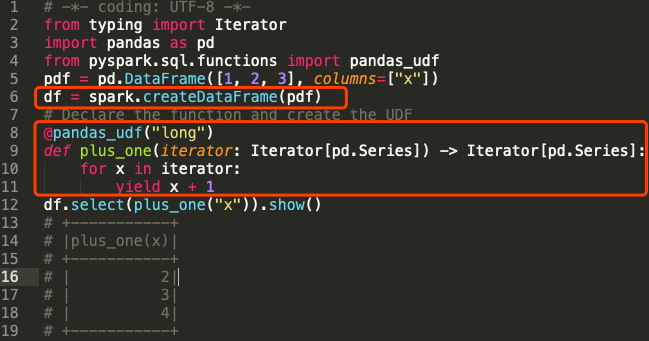 1 # -*- coding: UTF-8 -*-
2 from typing import Iterator
3 import pandas as pd
4 from pyspark.sql.functions import pandas_udf
5 pdf = pd.DataFrame([1, 2, 3], columns=["x"])
6 df = spark.createDataFrame(pdf)
7 # Declare the function and create the UDF
8 @pandas_udf("long")
9 def plus_one(iterator: Iterator[pd.Series]) -> Iterator[pd.Series]:
10     for x in iterator:
11         yield x + 1
12 df.select(plus_one("x")).show()
13 # +-----------+
14 # |plus_one(x)|
15 # +-----------+
16 # |          2|
17 # |          3|
18 # |          4|
19 # +-----------+